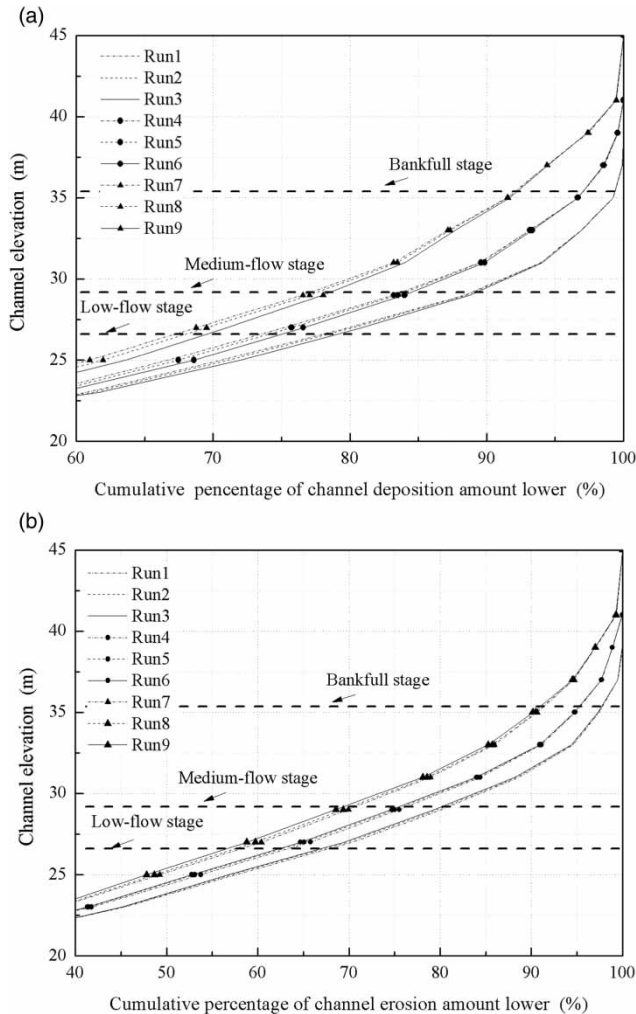 (a)
45
40
35
30
25
20
Channel elevation (m)
Run1
Run2
Run3
Run4
Run5
Run6
Run7
Run8
Run9
Bankfull stage
Medium-flow stage
Low-flow stage
60 70 80 90 100
Cumulative pencentage of channel deposition amount lower (%)
(b)
45
40
35
30
25
20
Channel elevation (m)
Run1
Run2
Run3
Run4
Run5
Run6
Run7
Run8
Run9
Bankfull stage
Medium-flow stage
Low-flow stage
40 50 60 70 80 90 100
Cumulative percentage of channel erosion amount lower (%)